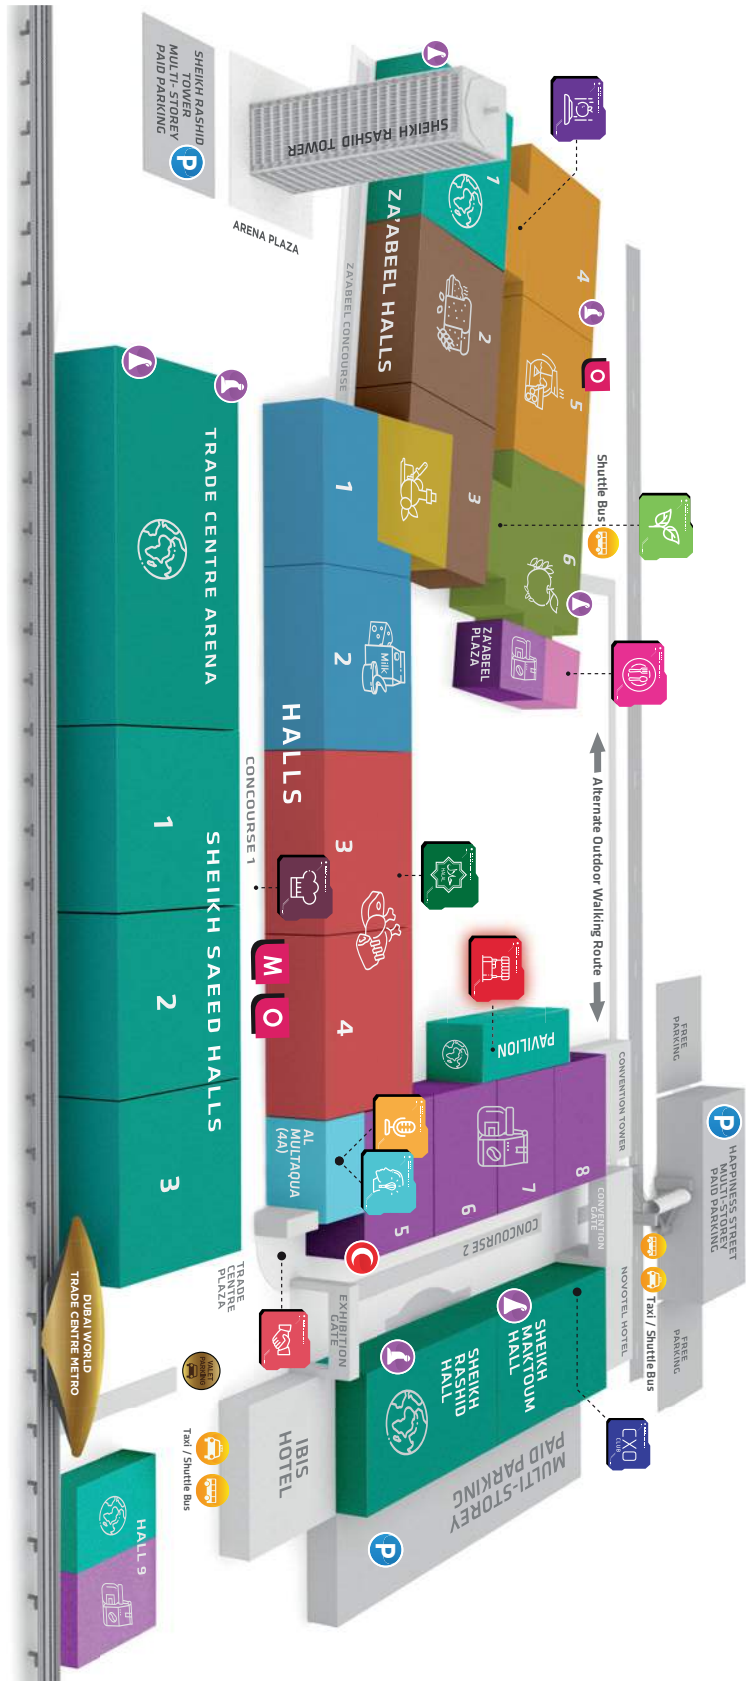 SHEIKH RASHID
TOWER
MULTI- STOREY
PAID PARKING
P
SHEIKH RASHID TOWER
ARENA PLAZA
ZA'ABEEL CONCOURSE
ZA'ABEEL HALLS
1
2
3
4
5
6
O
Shuttle Bus
ZA'ABEEL
PLAZA
Alternate Outdoor Walking Route
TRADE CENTRE ARENA
SHEIKH SAEED HALLS
1
2
3
CONCOURSE 1
HALLS
1
2
Milk
3
4
HALAL
M
O
AL
MULTAQUA
(4A)
PAVILION
5
6
7
8
CONCOURSE 2
CONVENTION TOWER
CONVENTION
GATE
NOVOTEL HOTEL
FREE
PARKING
P
HAPPINESS STREET
MULTI-STOREY
PAID PARKING
Taxi / Shuttle Bus
FREE
PARKING
TRADE
CENTRE
PLAZA
EXHIBITION
GATE
SHEIKH
MAKTOUM
HALL
SHEIKH
RASHID
HALL
CXO
CLUB
MULTI-STOREY
PAID PARKING
P
IBIS
HOTEL
VALET
PARKING
Taxi / Shuttle Bus
DUBAI WORLD
TRADE CENTRE METRO
HALL 9